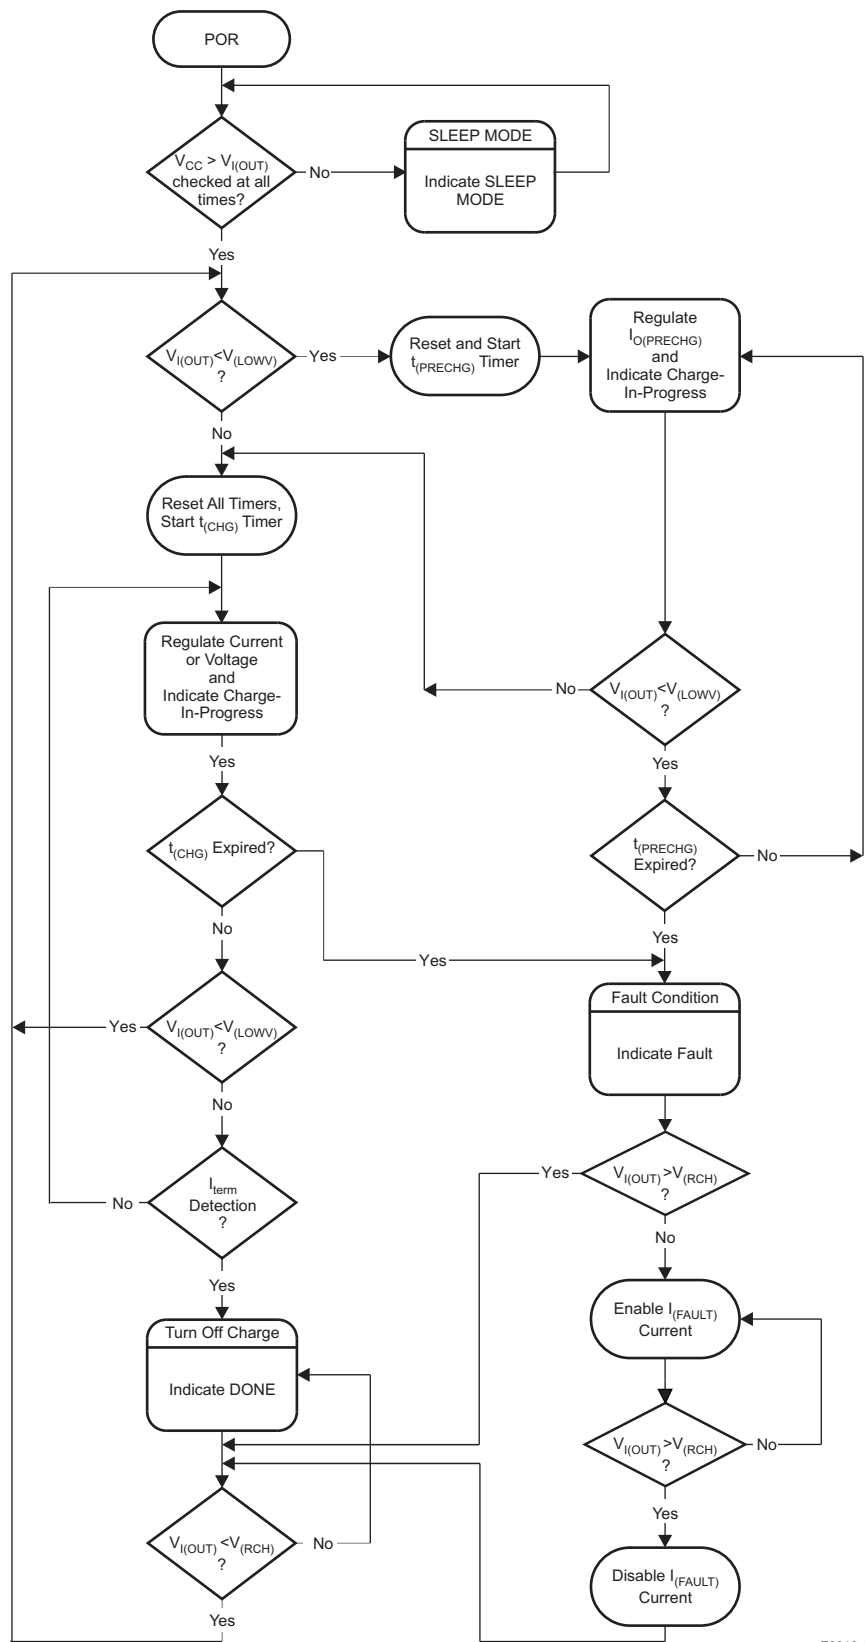 POR
V_CC > V_I(OUT)
checked at all
times?
No
SLEEP MODE
Indicate SLEEP
MODE
Yes
V_I(OUT)<V_(LOWV)
?
Yes
Reset and Start
t_(PRECHG) Timer
Regulate
I_O(PRECHG)
and
Indicate Charge-
In-Progress
No
Reset All Timers,
Start t_(CHG) Timer
Regulate Current
or Voltage
and
Indicate Charge-
In-Progress
No
V_I(OUT)<V_(LOWV)
?
Yes
Yes
t_(CHG) Expired?
t_(PRECHG)
Expired?
No
No
Yes
Yes
Fault Condition
Indicate Fault
Yes
V_I(OUT)<V_(LOWV)
?
No
Yes
V_I(OUT)>V_(RCH)
?
No
I_term
Detection
?
No
Yes
Enable I_(FAULT)
Current
Turn Off Charge
Indicate DONE
V_I(OUT)>V_(RCH)
?
No
Yes
V_I(OUT)<V_(RCH)
?
No
Disable I_(FAULT)
Current
Yes